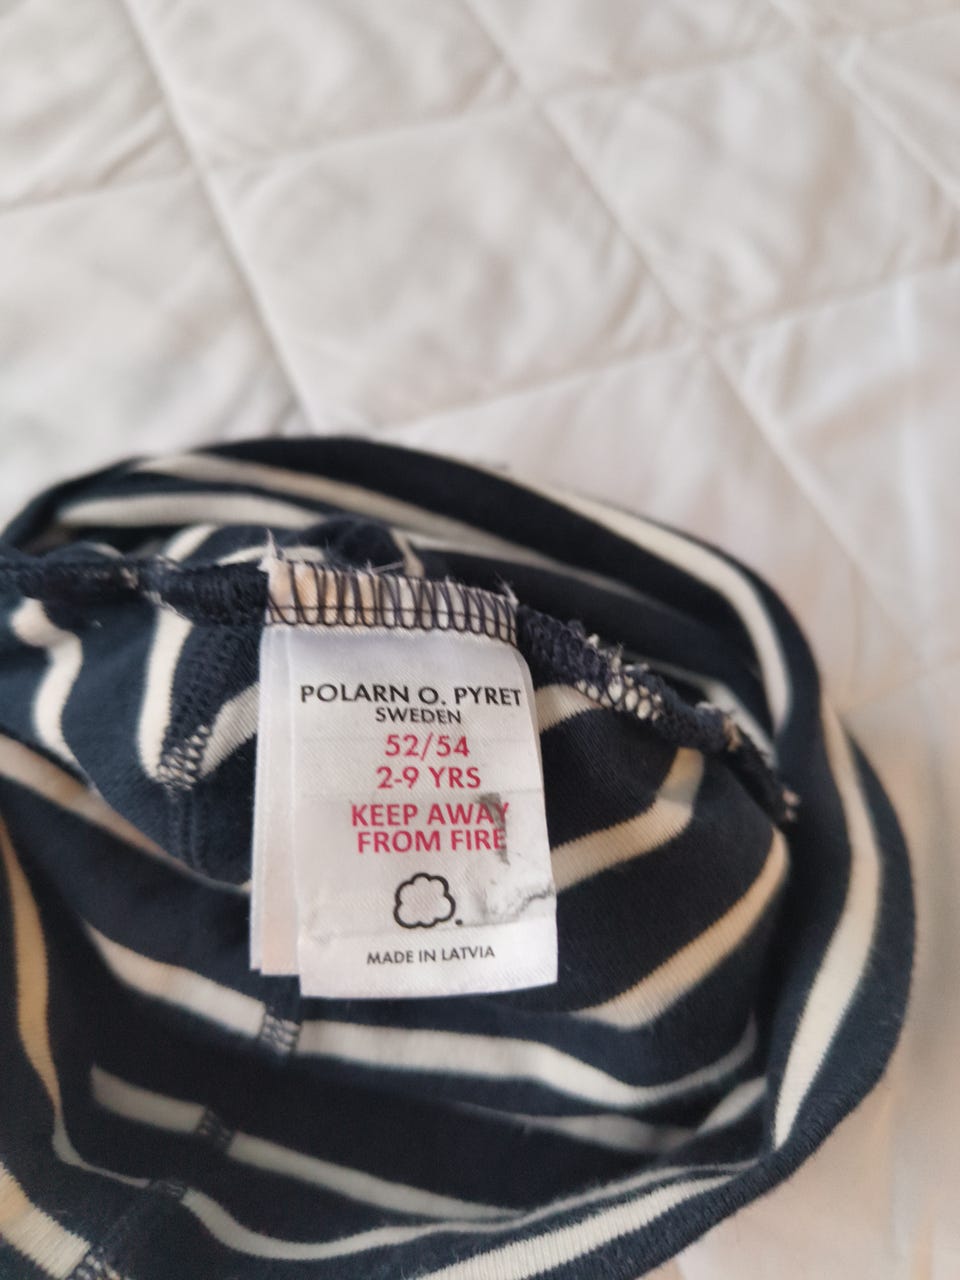 POLARN O. PYRET
SWEDEN
52/54
2-9 YRS
KEEP AWAY
FROM FIRE
MADE IN LATVIA